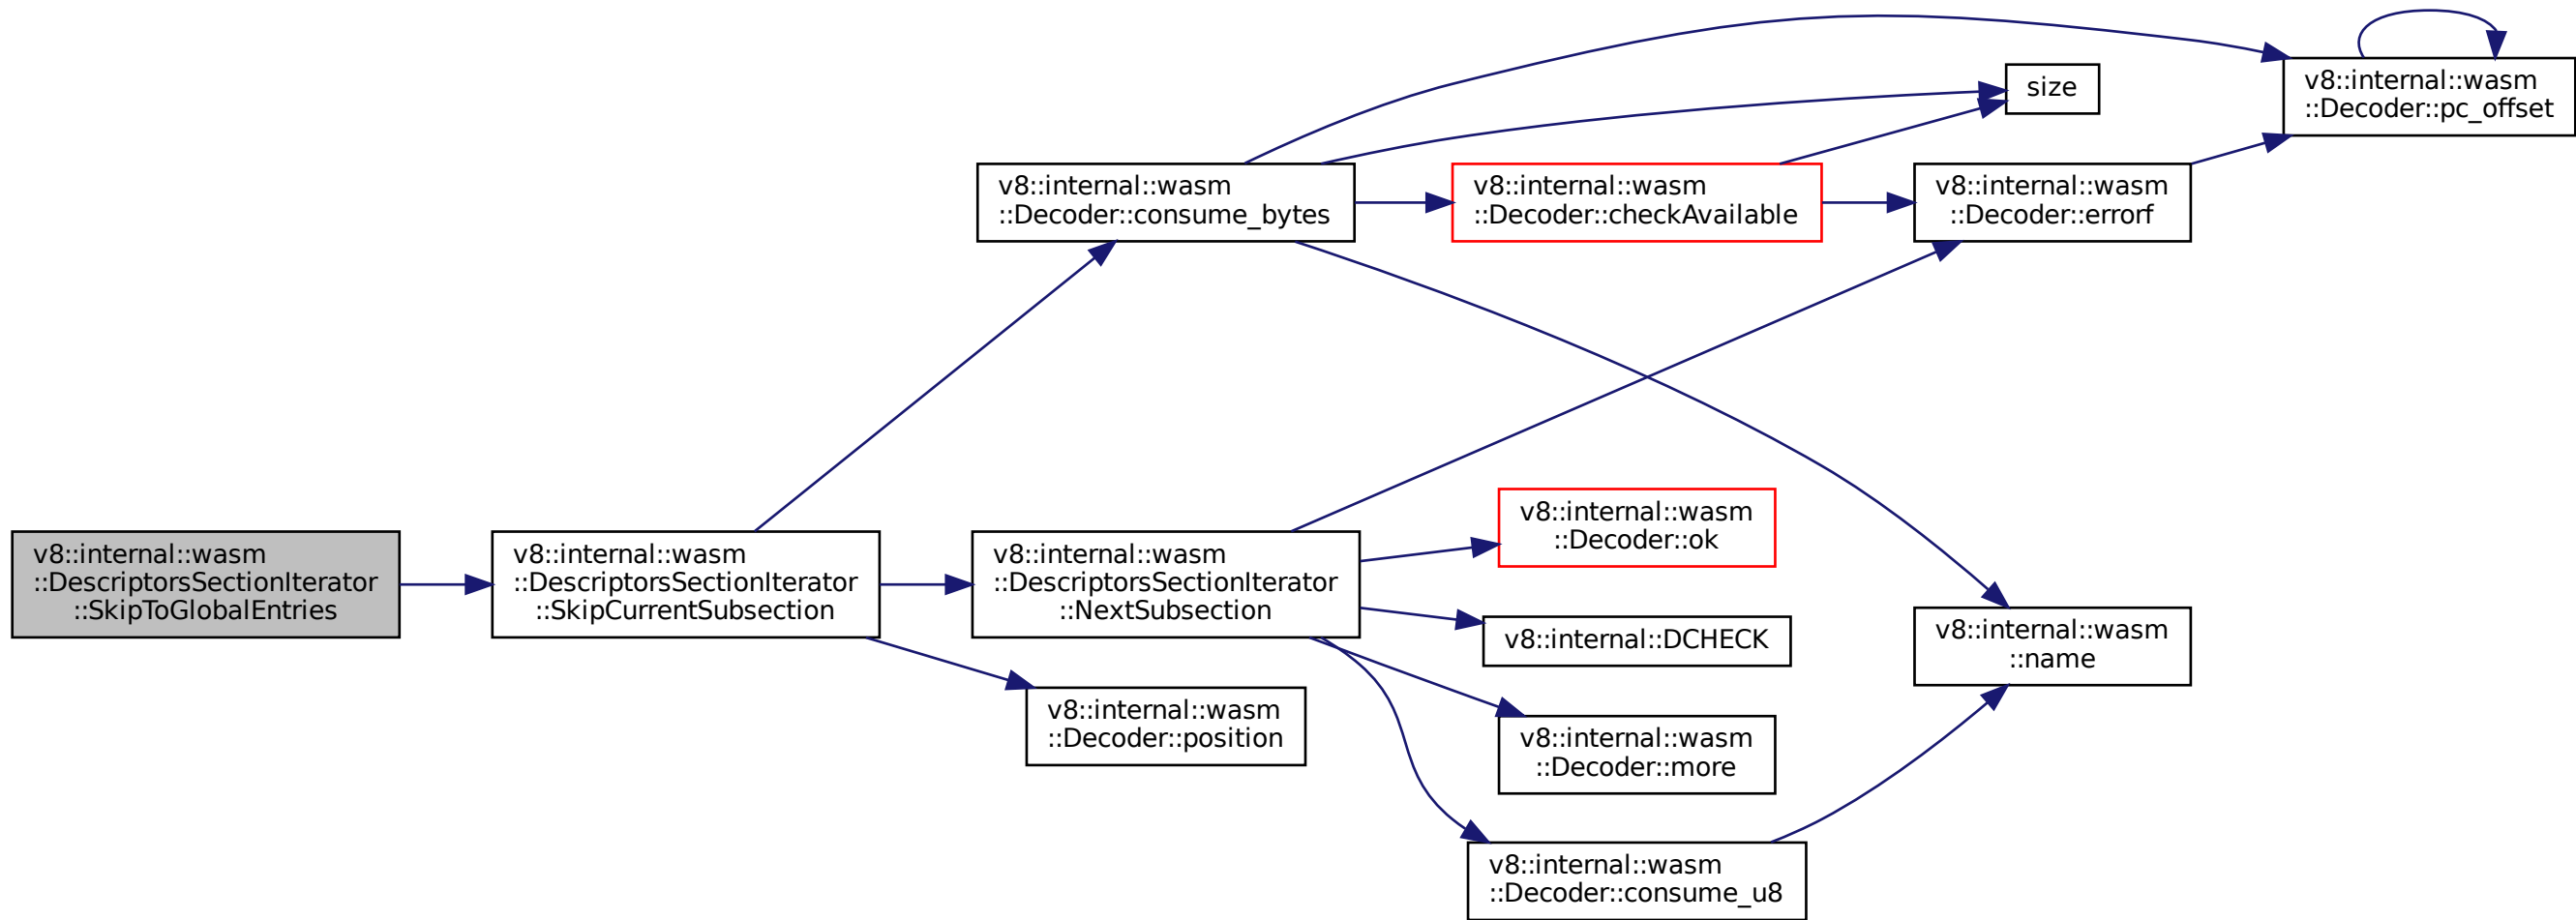 v8::internal::wasm
::DescriptorsSectionIterator
::SkipToGlobalEntries
v8::internal::wasm
::DescriptorsSectionIterator
::SkipCurrentSubsection
v8::internal::wasm
::Decoder::consume_bytes
v8::internal::wasm
::DescriptorsSectionIterator
::NextSubsection
v8::internal::wasm
::Decoder::position
v8::internal::wasm
::Decoder::checkAvailable
v8::internal::wasm
::Decoder::ok
v8::internal::DCHECK
v8::internal::wasm
::Decoder::more
v8::internal::wasm
::Decoder::consume_u8
size
v8::internal::wasm
::Decoder::errorf
v8::internal::wasm
::name
v8::internal::wasm
::Decoder::pc_offset